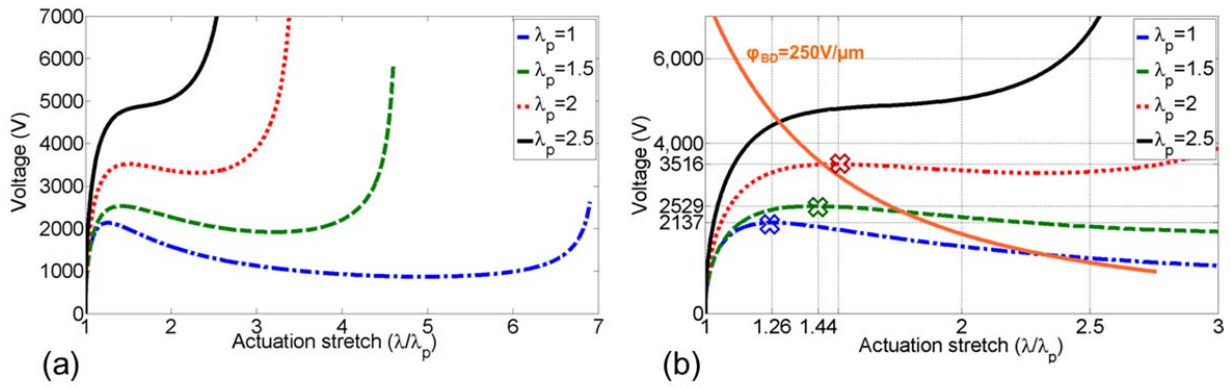 7000
6000
5000
4000
3000
2000
1000
0
Voltage (V)
1 2 3 4 5 6 7
Actuation stretch (λ/λp)
λp=1
λp=1.5
λp=2
λp=2.5
(a)
6,000
4,000
3516
2529
2137
0
Voltage (V)
φBD=250V/μm
1 1.26 1.44 2 2.5 3
Actuation stretch (λ/λp)
λp=1
λp=1.5
λp=2
λp=2.5
(b)